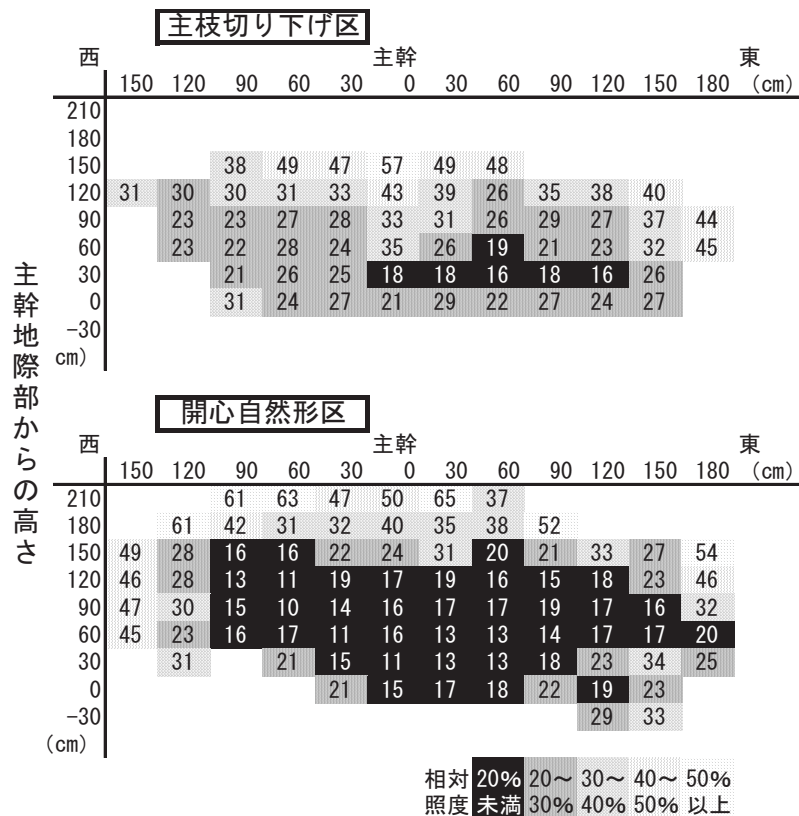 主枝切り下げ区
西 主幹 東
150 120 90 60 30 0 30 60 90 120 150 180 (cm)
210
180
150 38 49 47 57 49 48
120 31 30 30 31 33 43 39 26 35 38 40
90 23 23 27 28 33 31 26 29 27 37 44
60 23 22 28 24 35 26 19 21 23 32 45
30 21 26 25 18 18 16 18 16 26
0 31 24 27 21 29 22 27 24 27
-30
cm)
主幹地際部からの高さ
開心自然形区
西 主幹 東
150 120 90 60 30 0 30 60 90 120 150 180 (cm)
210 61 63 47 50 65 37
180 61 42 31 32 40 35 38 52
150 49 28 16 16 22 24 31 20 21 33 27 54
120 46 28 13 11 19 17 19 16 15 18 23 46
90 47 30 15 10 14 16 17 17 19 17 16 32
60 45 23 16 17 11 16 13 13 14 17 17 20
30 31 21 15 11 13 13 18 23 34 25
0 21 15 17 18 22 19 23
-30 29 33
(cm)
相対 20% 20~ 30~ 40~ 50%
照度 未満 30% 40% 50% 以上